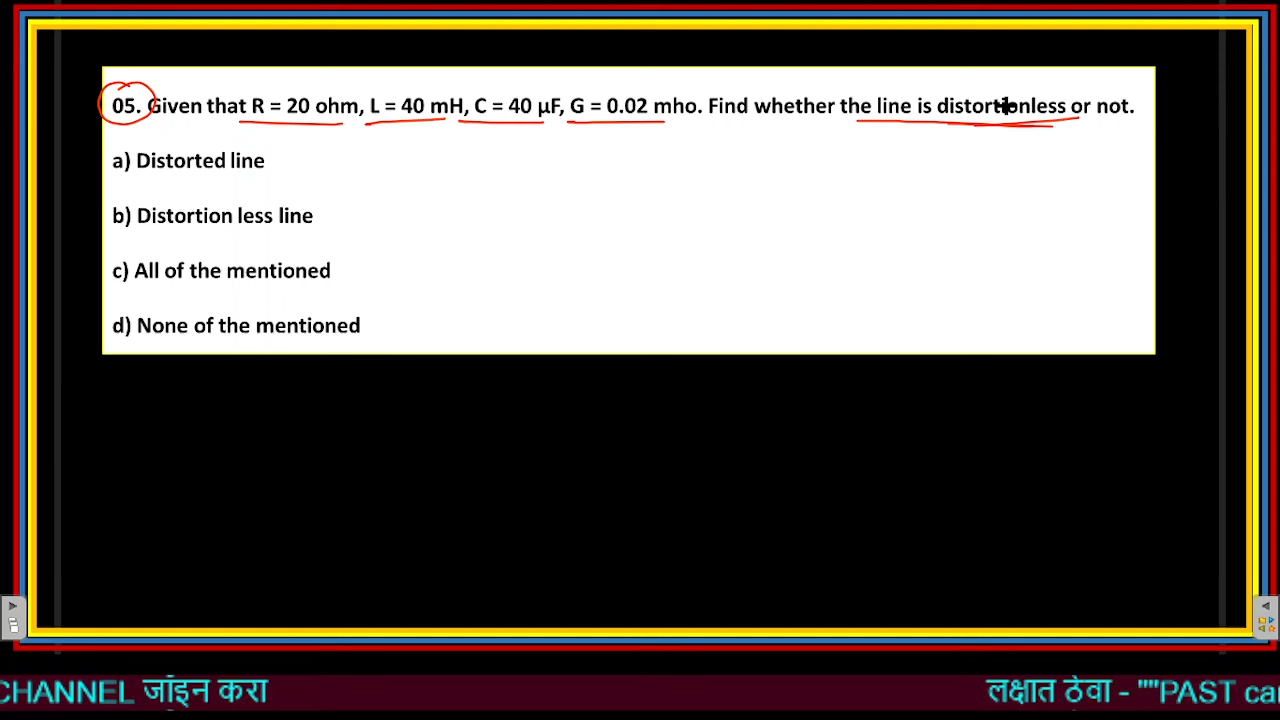 05. Given that R = 20 ohm, L = 40 mH, C = 40 µF, G = 0.02 mho. Find whether the line is distortionless or not.
a) Distorted line
b) Distortion less line
c) All of the mentioned
d) None of the mentioned
CHANNEL जॉइन करा लक्षात ठेवा - ""PAST